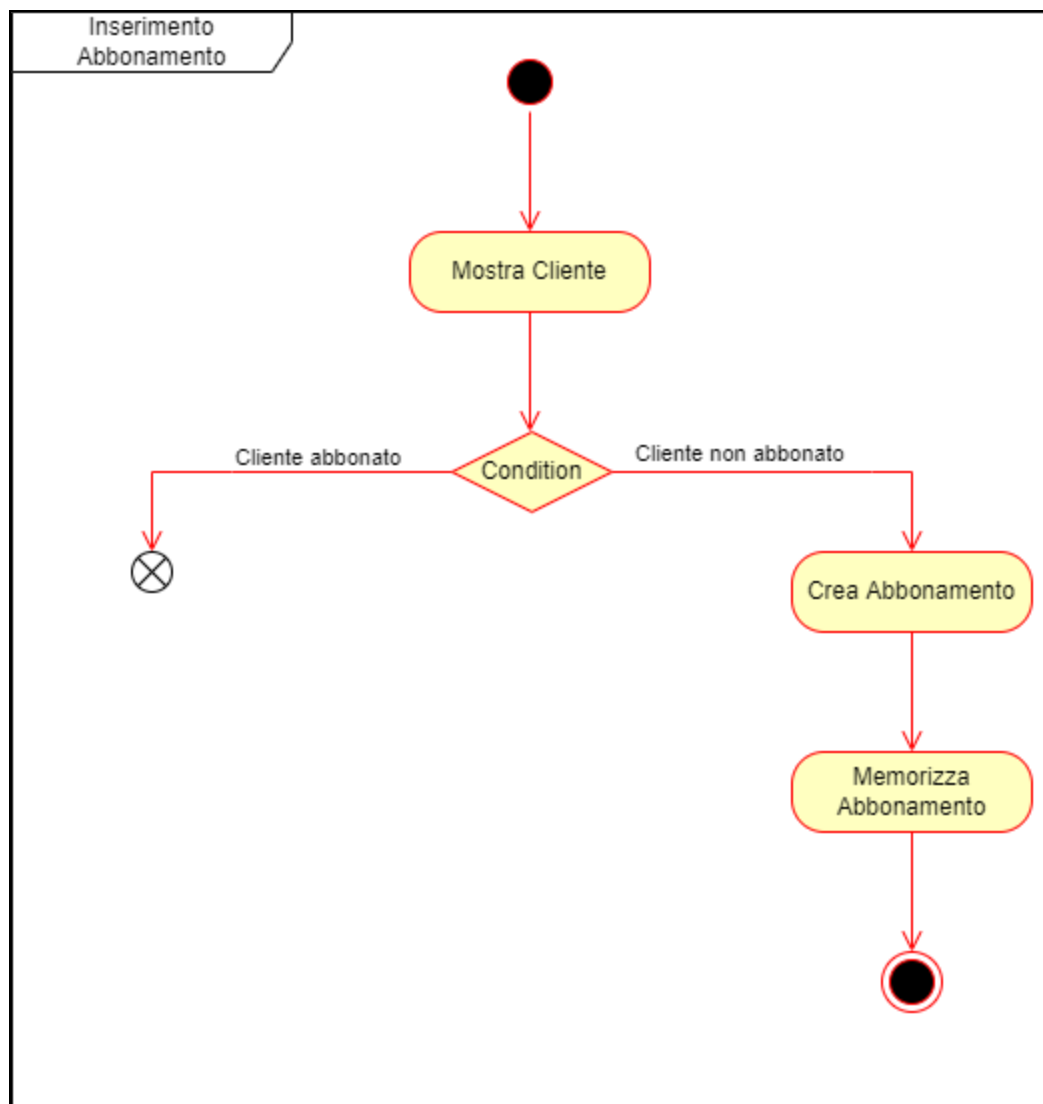 Inserimento
Abbonamento
Mostra Cliente
Cliente abbonato
Condition
Cliente non abbonato
Crea Abbonamento
Memorizza
Abbonamento